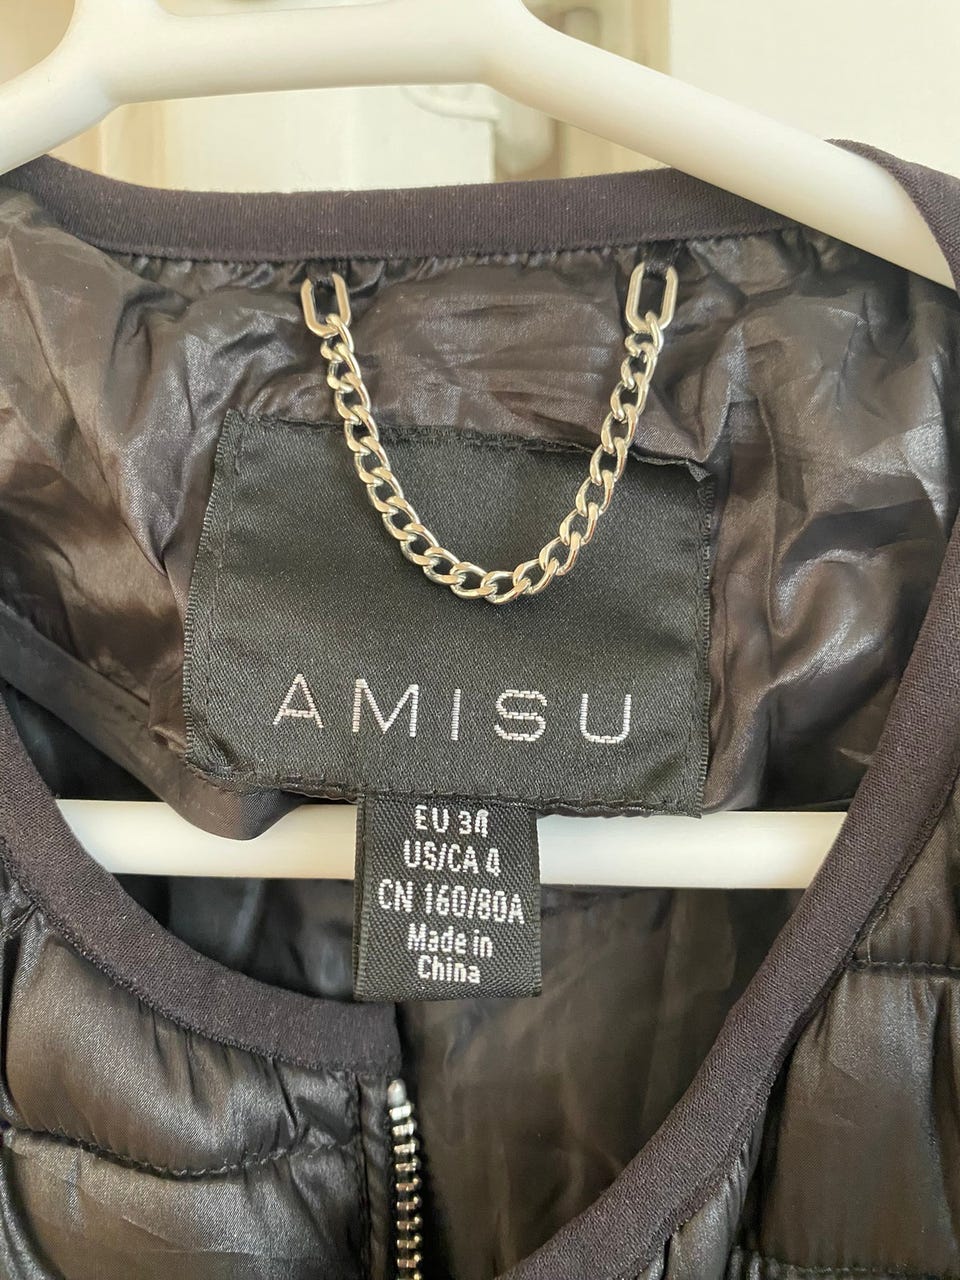 AMISU
EU 34
US/CA 4
CN 160/80A
Made in
China